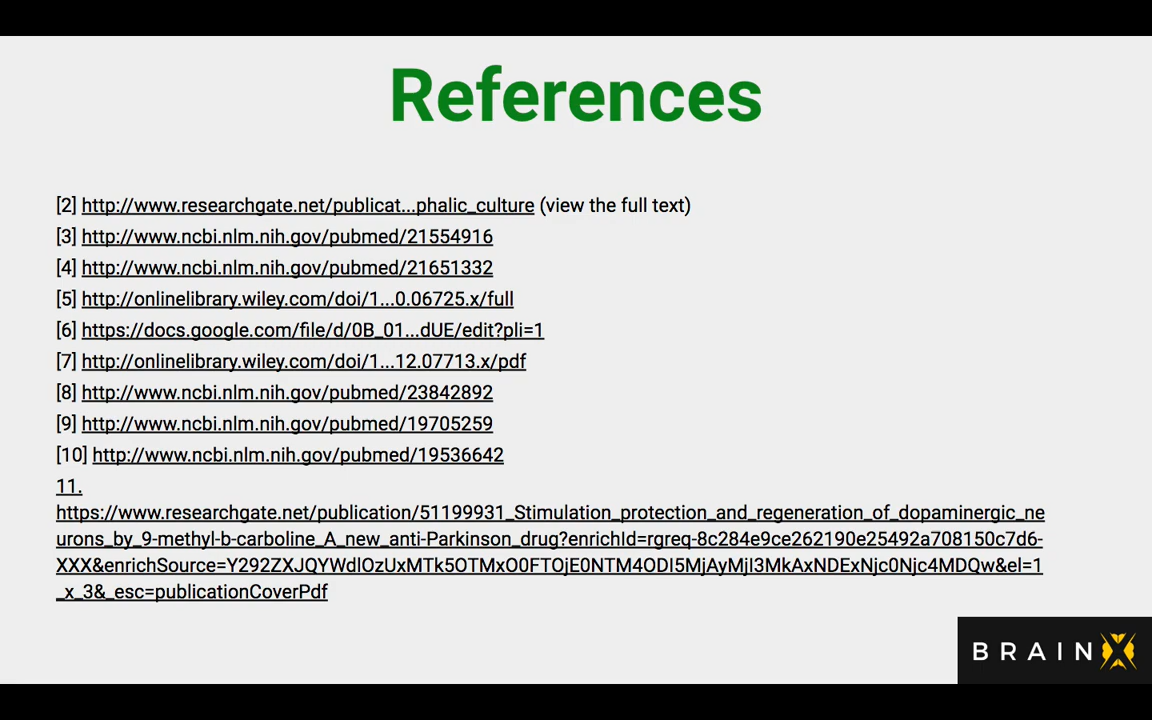 References
[2] http://www.researchgate.net/publicat...phalic_culture (view the full text)
[3] http://www.ncbi.nlm.nih.gov/pubmed/21554916
[4] http://www.ncbi.nlm.nih.gov/pubmed/21651332
[5] http://onlinelibrary.wiley.com/doi/1...0.06725.x/full
[6] https://docs.google.com/file/d/0B_01...dUE/edit?pli=1
[7] http://onlinelibrary.wiley.com/doi/1...12.07713.x/pdf
[8] http://www.ncbi.nlm.nih.gov/pubmed/23842892
[9] http://www.ncbi.nlm.nih.gov/pubmed/19705259
[10] http://www.ncbi.nlm.nih.gov/pubmed/19536642
11.
https://www.researchgate.net/publication/51199931_Stimulation_protection_and_regeneration_of_dopaminergic_ne
urons_by_9-methyl-b-carboline_A_new_anti-Parkinson_drug?enrichId=rgreq-8c284e9ce262190e25492a708150c7d6-
XXX&enrichSource=Y292ZXJQYWdlOzUxMTk5OTMxO0FTOjE0NTM4ODI5MjAyMjI3MkAxNDExNjc0Njc4MDQw&el=1
_x_3&_esc=publicationCoverPdf
BRAINX